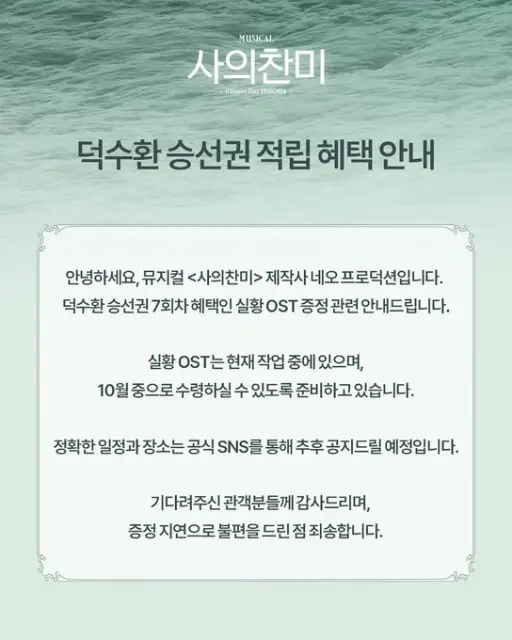 MUSICAL
사의찬미
덕수환 승선권 적립 혜택 안내
안녕하세요, 뮤지컬 <사의찬미> 제작사 네오 프로덕션입니다.
덕수환 승선권 7회차 혜택인 실황 OST 증정 관련 안내드립니다.
실황 OST는 현재 작업 중에 있으며,
10월 중으로 수령하실 수 있도록 준비하고 있습니다.
정확한 일정과 장소는 공식 SNS를 통해 추후 공지드릴 예정입니다.
기다려주신 관객분들께 감사드리며,
증정 지연으로 불편을 드린 점 죄송합니다.